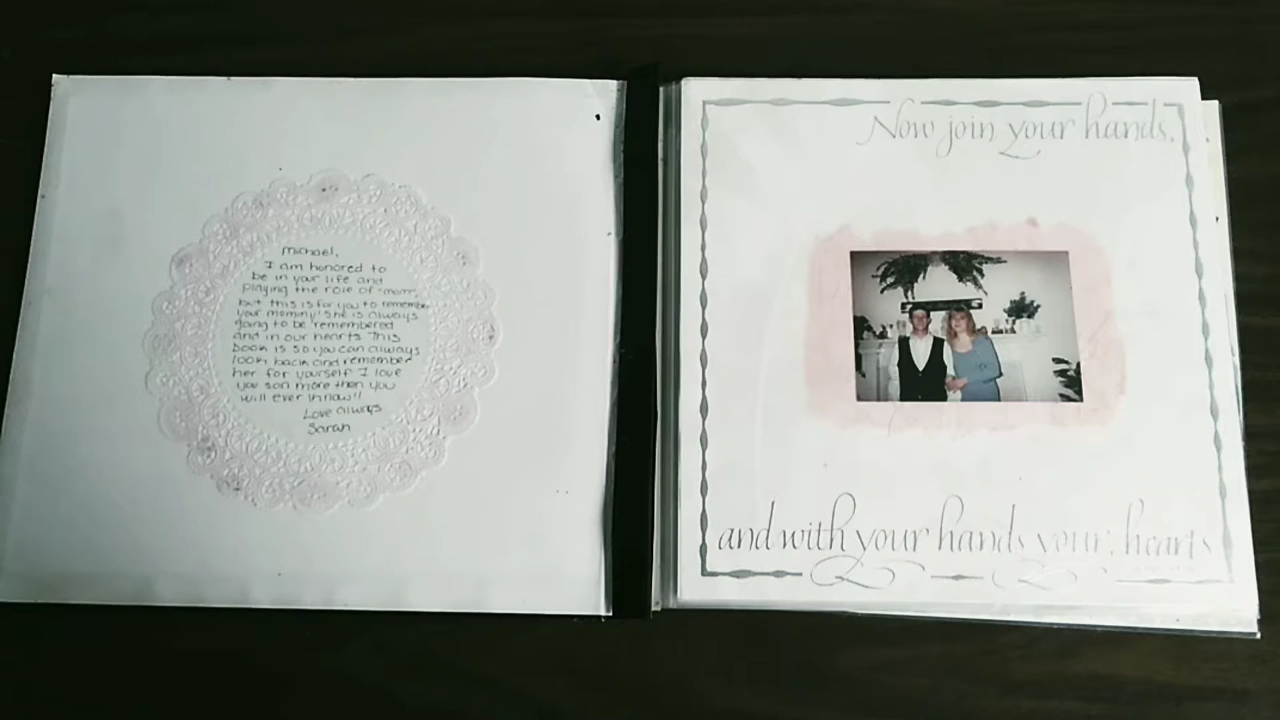 Michael,
I am honored to
be in your life and
playing the role of "mom"
but this is for you to remember
your mommy! She is always
going to be remembered
and in our hearts This
book is so you can always
look back and remember
her for yourself I love
you son more then you
will ever know!!
Love always
Sarah
Now join your hands,
and with your hands your hearts